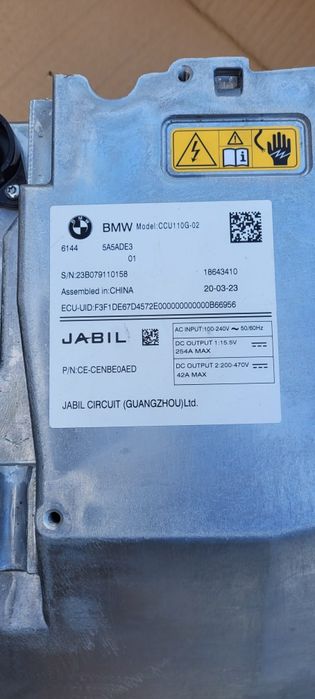 BMW Model:CCU110G-02
6144 5A5ADE3
01
S/N:23B079110158 18643410
Assembled in:CHINA 20-03-23
ECU-UID:F3F1DE67D4572E000000000000B66956
JABIL
AC INPUT:100-240V ~ 50/60Hz
DC OUTPUT 1:15.5V
254A MAX
P/N:CE-CENBE0AED
DC OUTPUT 2:200-470V
42A MAX
JABIL CIRCUIT (GUANGZHOU)Ltd.